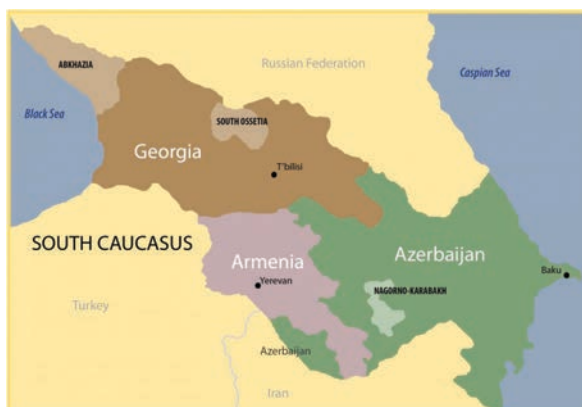 ABKHAZIA
Russian Federation
Caspian Sea
Black Sea
SOUTH OSSETIA
Georgia
T'bilisi
SOUTH CAUCASUS
Armenia
Azerbaijan
Yerevan
Baku
NAGORNO-KARABAKH
Turkey
Azerbaijan
Iran